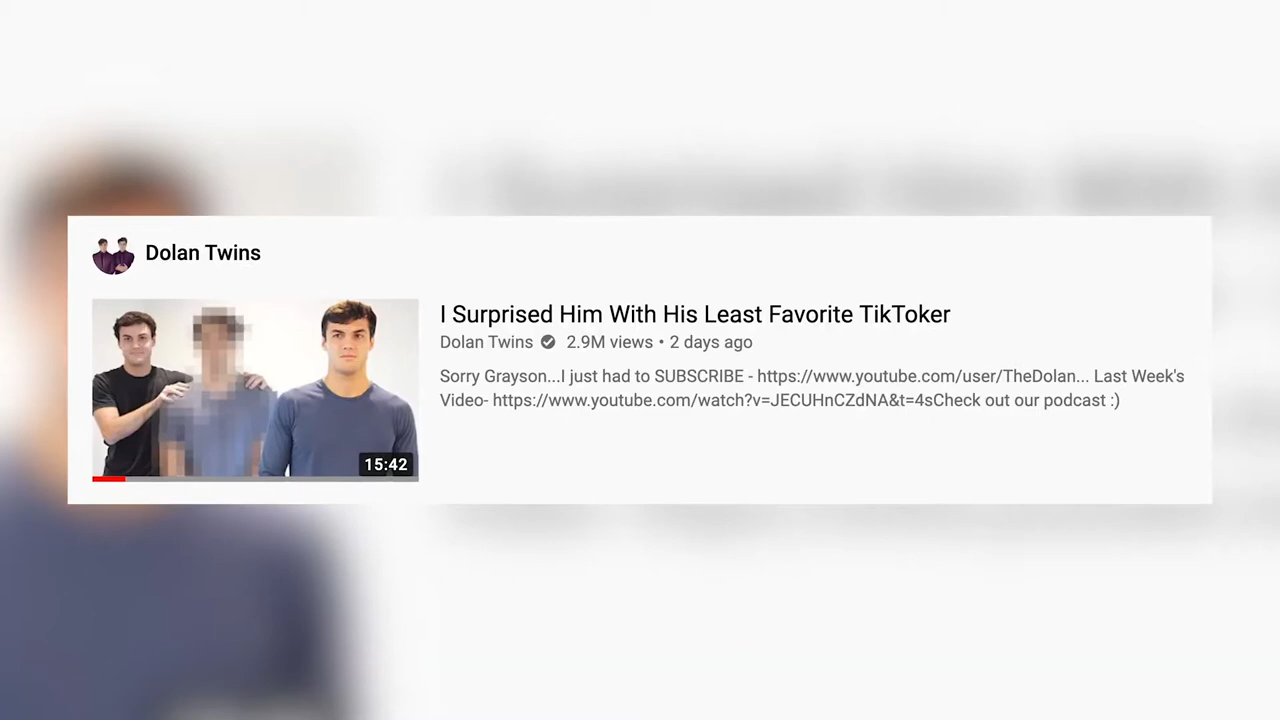 Dolan Twins
I Surprised Him With His Least Favorite TikToker
Dolan Twins 2.9M views • 2 days ago
Sorry Grayson...I just had to SUBSCRIBE - https://www.youtube.com/user/TheDolan... Last Week's
Video- https://www.youtube.com/watch?v=JECUHnCZdNA&t=4sCheck out our podcast :)
15:42